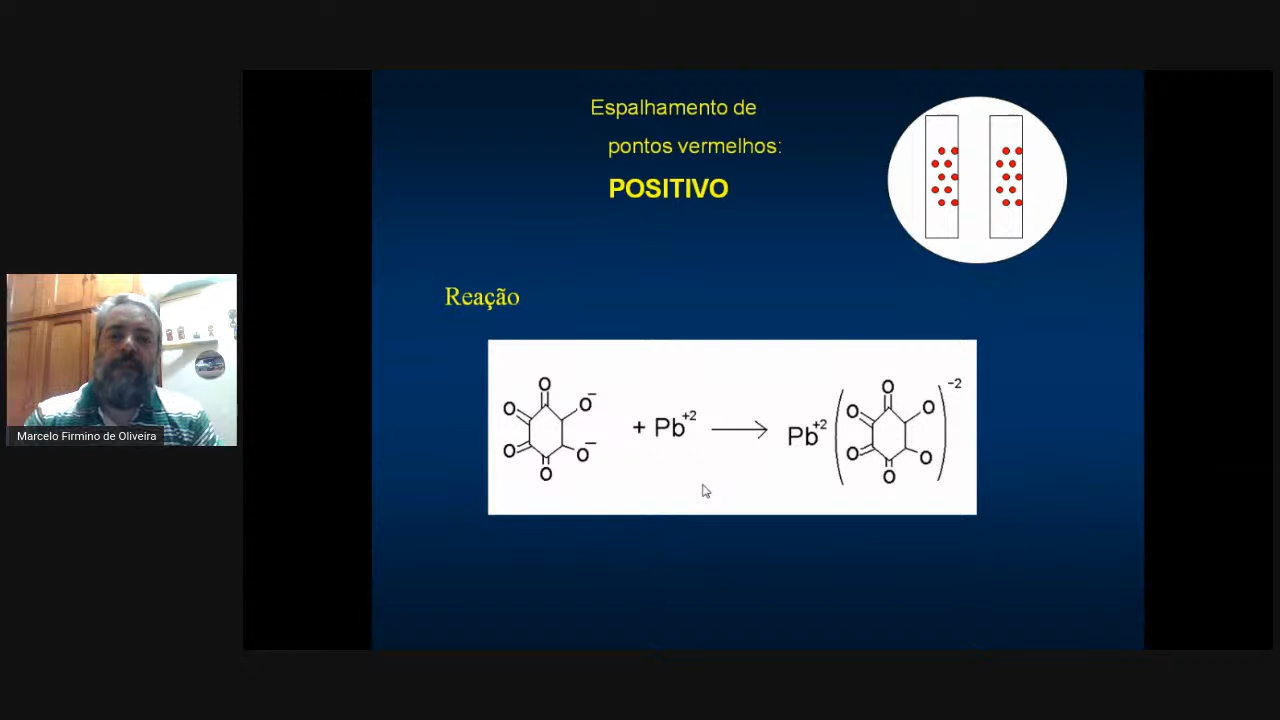 Espalhamento de
pontos vermelhos:
POSITIVO
Reação
O O⁻ O O O O⁻ + Pb⁺² → Pb⁺² ( O O O O O O )⁻²
Marcelo Firmino de Oliveira